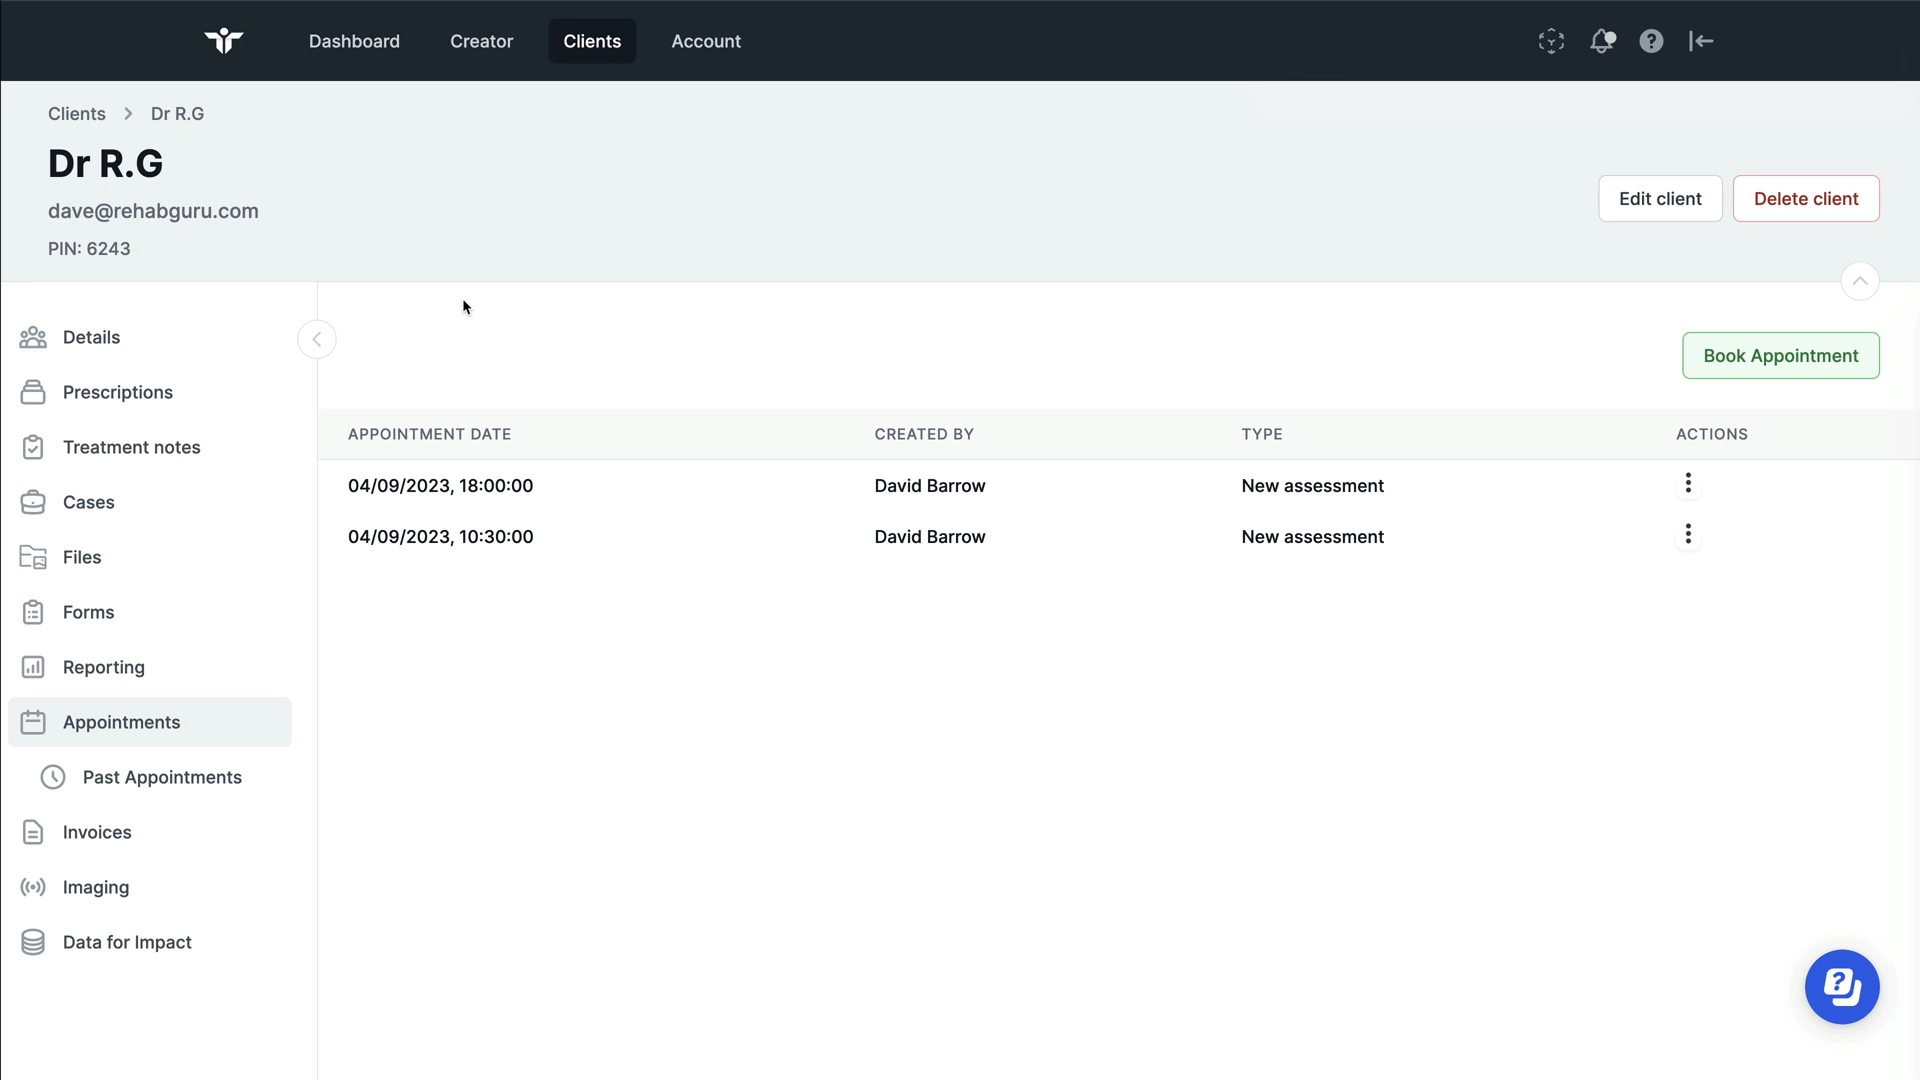 Dashboard Creator Clients Account
Clients Dr R.G
Dr R.G
dave@rehabguru.com
PIN: 6243
Edit client Delete client
Details
Prescriptions
Treatment notes
Cases
Files
Forms
Reporting
Appointments
Past Appointments
Invoices
Imaging
Data for Impact
Book Appointment
APPOINTMENT DATE CREATED BY TYPE ACTIONS
04/09/2023, 18:00:00 David Barrow New assessment
04/09/2023, 10:30:00 David Barrow New assessment